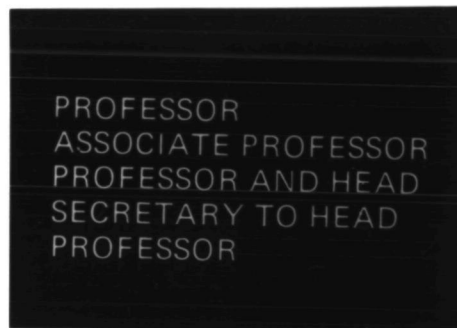 PROFESSOR
ASSOCIATE PROFESSOR
PROFESSOR AND HEAD
SECRETARY TO HEAD
PROFESSOR